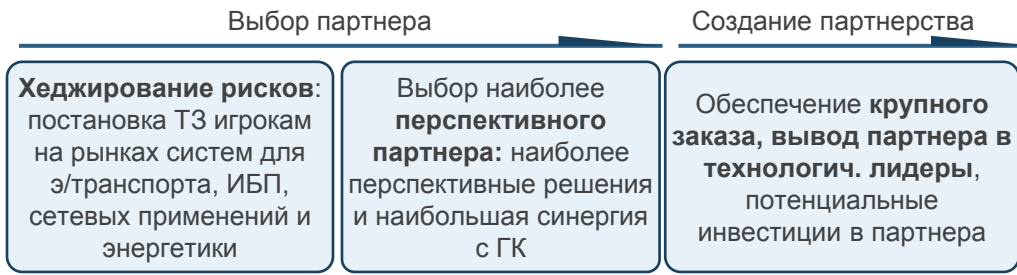 Выбор партнера
Создание партнерства
Хеджирование рисков:
постановка ТЗ игрокам
на рынках систем для
э/транспорта, ИБП,
сетевых применений и
энергетики
Выбор наиболее
перспективного
партнера: наиболее
перспективные решения
и наибольшая синергия
с ГК
Обеспечение крупного
заказа, вывод партнера в
технологич. лидеры,
потенциальные
инвестиции в партнера